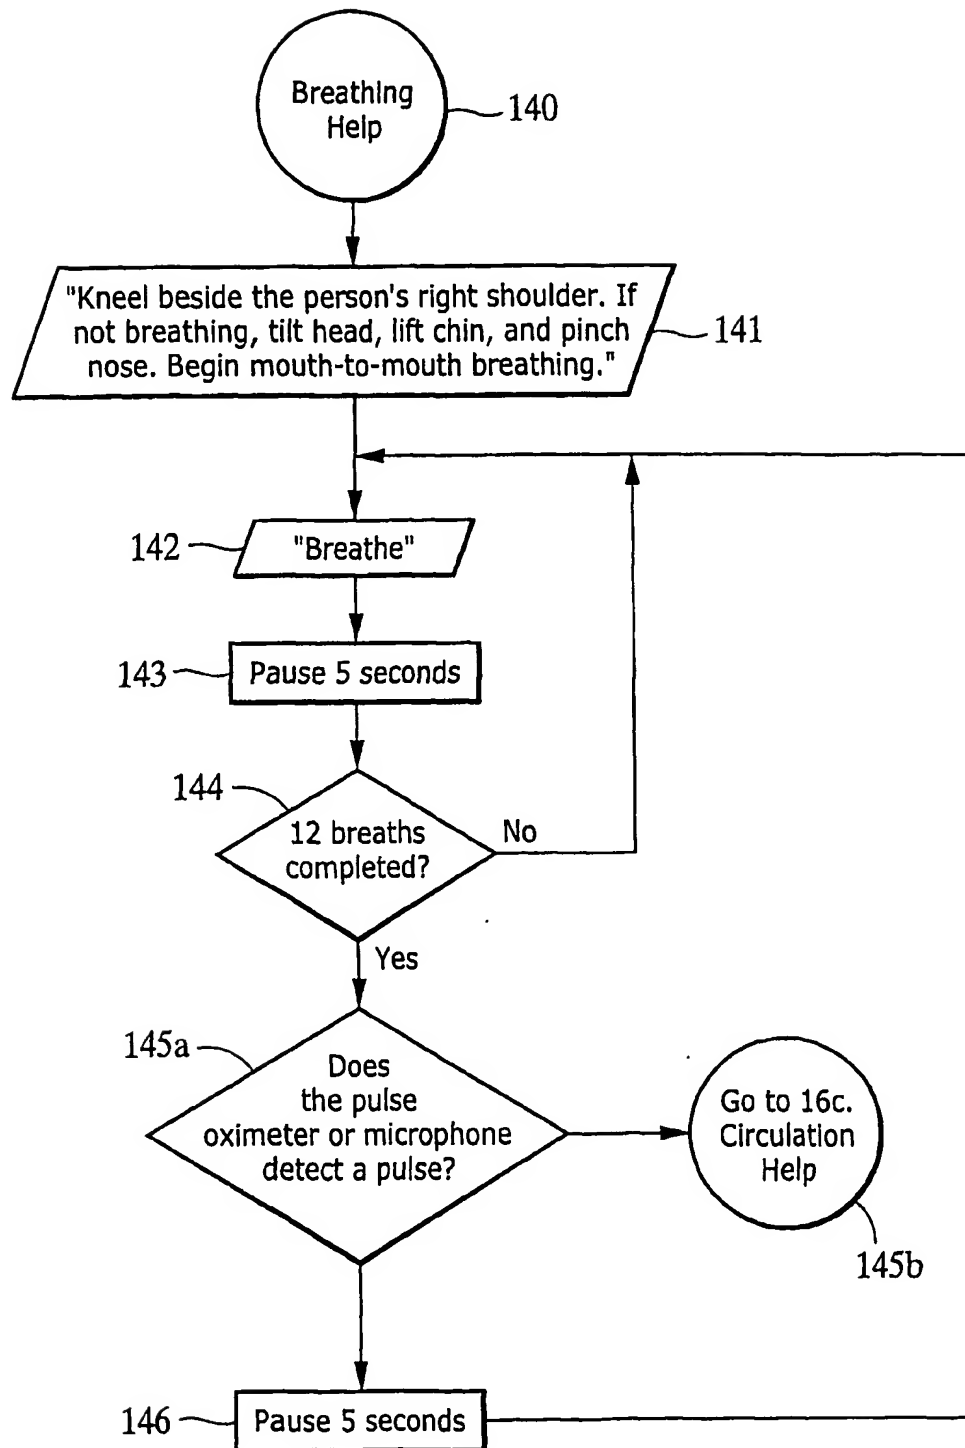 Breathing
Help
140
"Kneel beside the person's right shoulder. If
not breathing, tilt head, lift chin, and pinch
nose. Begin mouth-to-mouth breathing."
141
142
"Breathe"
143
Pause 5 seconds
144
12 breaths
completed?
No
Yes
145a
Does
the pulse
oximeter or microphone
detect a pulse?
Go to 16c.
Circulation
Help
145b
146
Pause 5 seconds